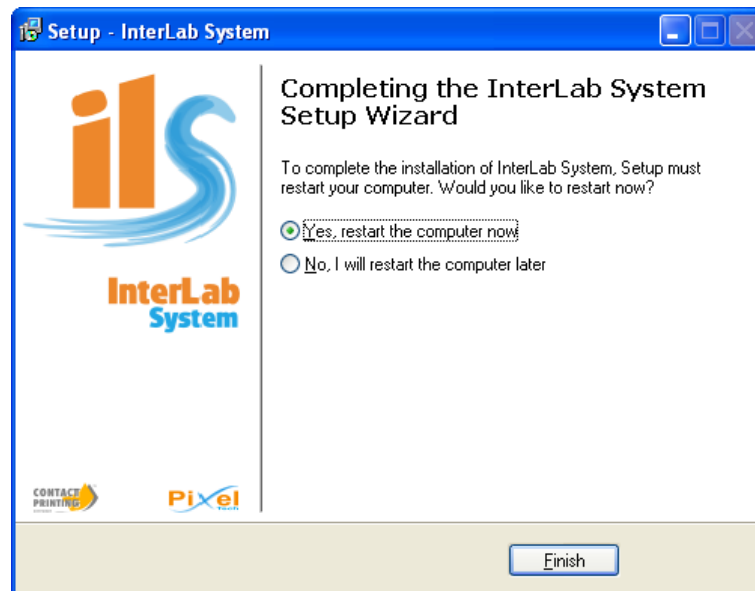 Setup - InterLab System
ils
InterLab
System
CONTACT
PRINTING
Pixel
Tech
Completing the InterLab System
Setup Wizard
To complete the installation of InterLab System, Setup must
restart your computer. Would you like to restart now?
Yes, restart the computer now
No, I will restart the computer later
Finish